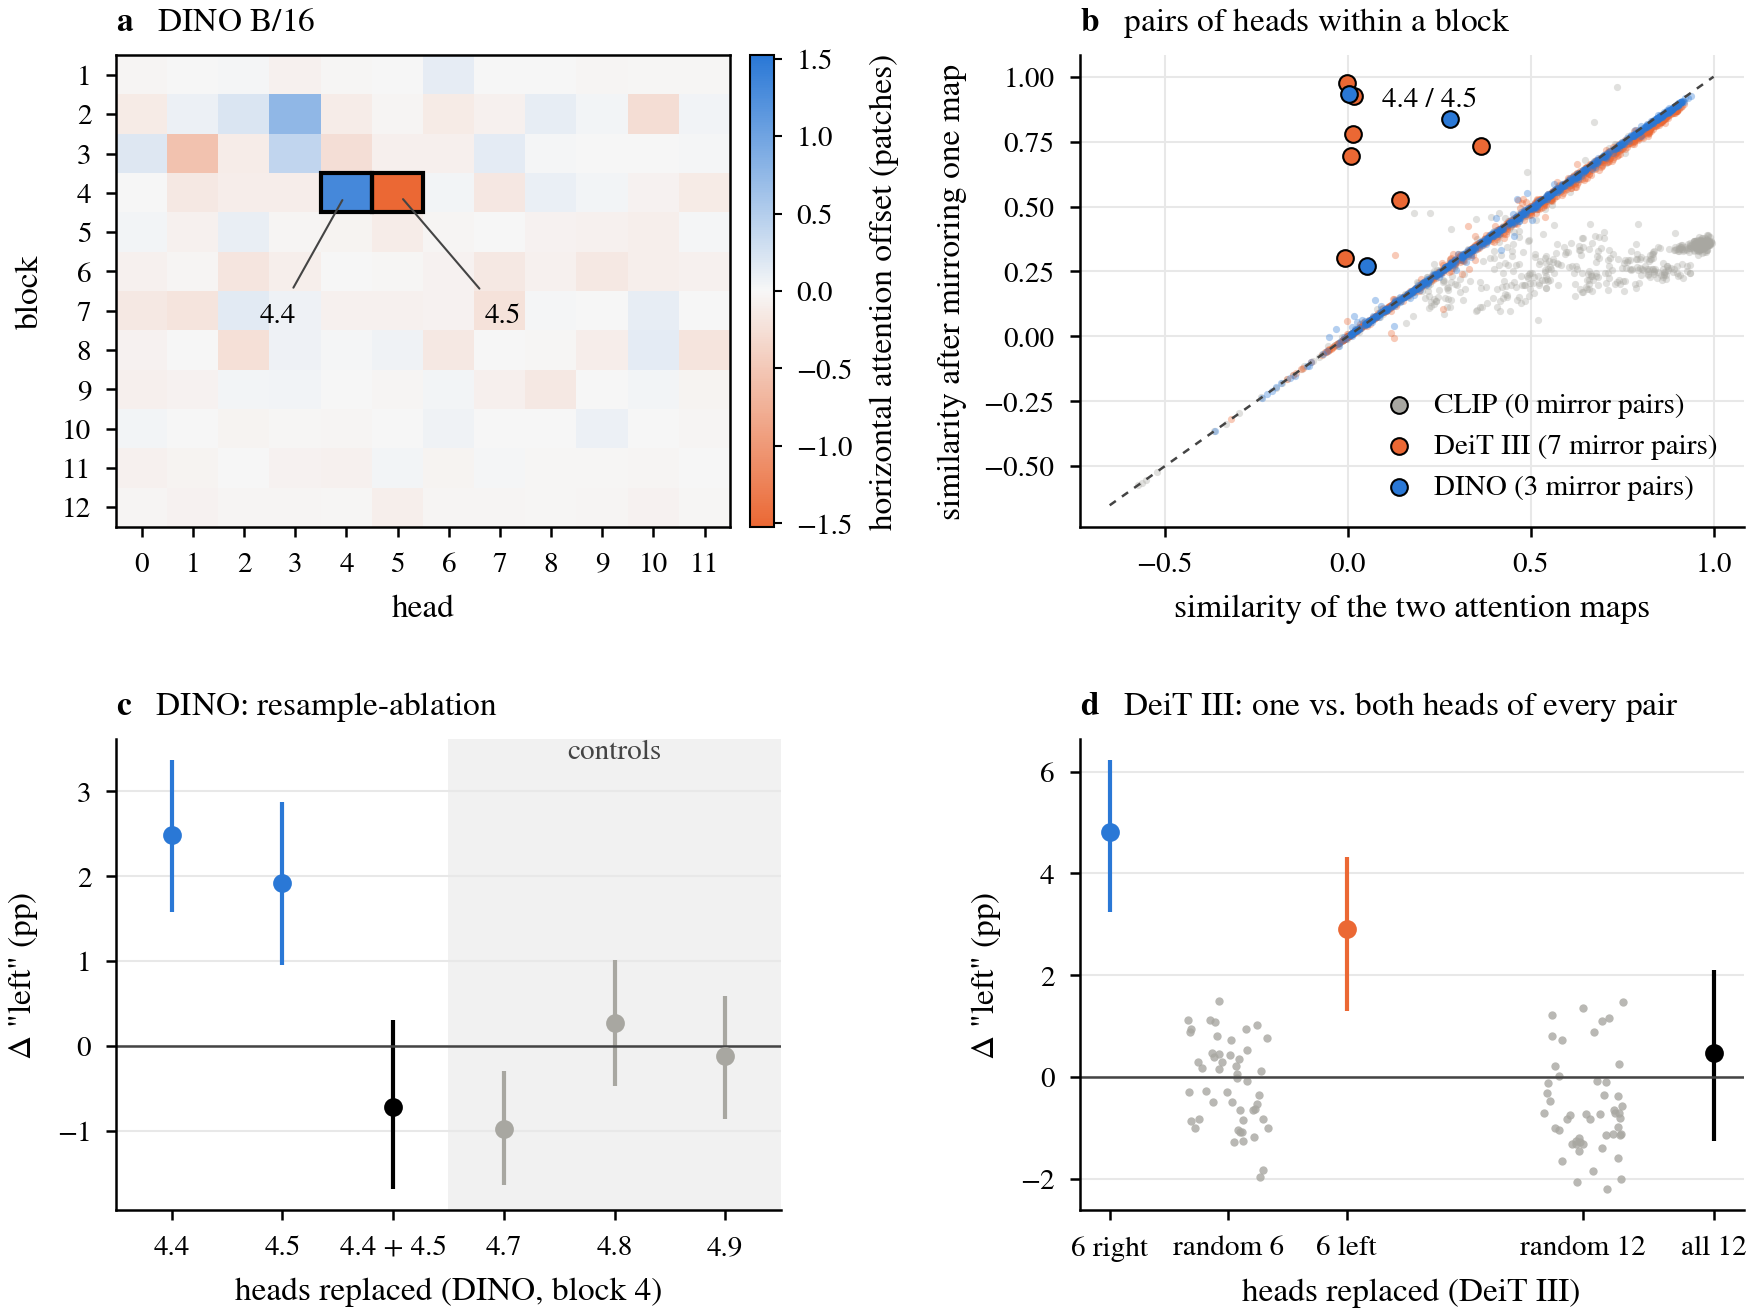 a DINO B/16
1
2
3
4
5
6
7
8
9
10
11
12
block
4.4
4.5
0 1 2 3 4 5 6 7 8 9 10 11
head
1.5
1.0
0.5
0.0
−0.5
−1.0
−1.5
horizontal attention offset (patches)
b pairs of heads within a block
1.00
0.75
0.50
0.25
0.00
−0.25
−0.50
similarity after mirroring one map
4.4 / 4.5
CLIP (0 mirror pairs)
DeiT III (7 mirror pairs)
DINO (3 mirror pairs)
−0.5 0.0 0.5 1.0
similarity of the two attention maps
c DINO: resample-ablation
controls
3
2
1
0
−1
Δ "left" (pp)
4.4 4.5 4.4 + 4.5 4.7 4.8 4.9
heads replaced (DINO, block 4)
d DeiT III: one vs. both heads of every pair
6
4
2
0
−2
Δ "left" (pp)
6 right random 6 6 left random 12 all 12
heads replaced (DeiT III)